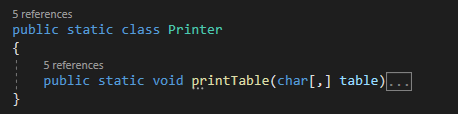 5 references
public static class Printer
{
5 references
public static void printTable(char[,] table)...
}